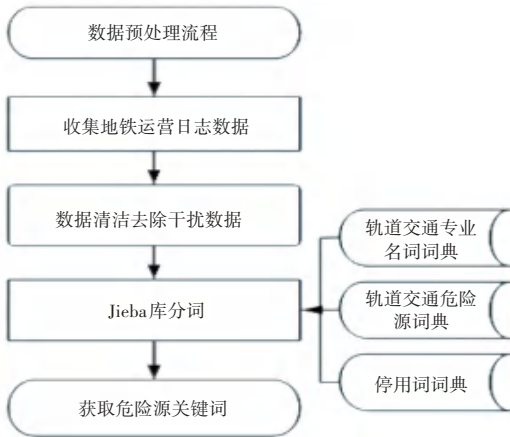 数据预处理流程
收集地铁运营日志数据
数据清洁去除干扰数据
轨道交通专业
名词词典
Jieba库分词
轨道交通危险
源词典
停用词词典
获取危险源关键词